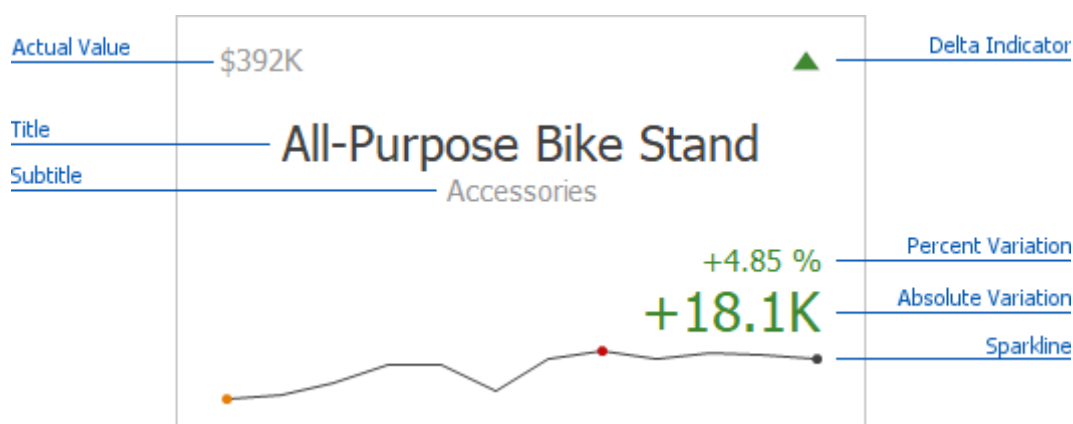 Actual Value
$392K
Delta Indicator
Title
All-Purpose Bike Stand
Subtitle
Accessories
+4.85 %
Percent Variation
+18.1K
Absolute Variation
Sparkline